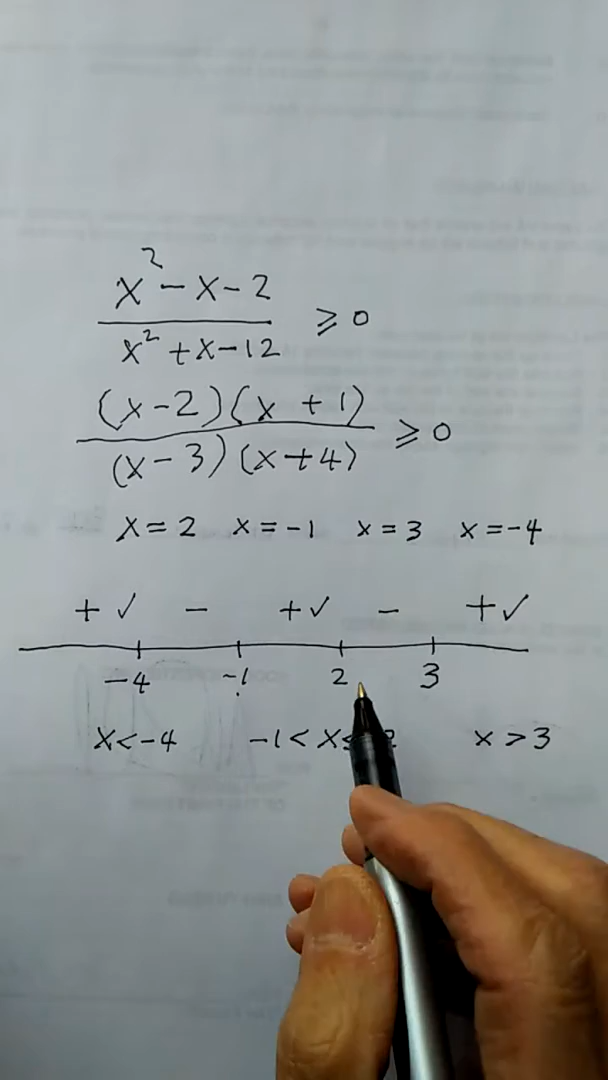 x² - x - 2
x² + x - 12 ⩾ 0
(x - 2)(x + 1)
(x - 3)(x + 4) ⩾ 0
x = 2 x = -1 x = 3 x = -4
+ ✓ - + ✓ - + ✓
-4 -1 2 3
x < -4 -1 < x x > 3